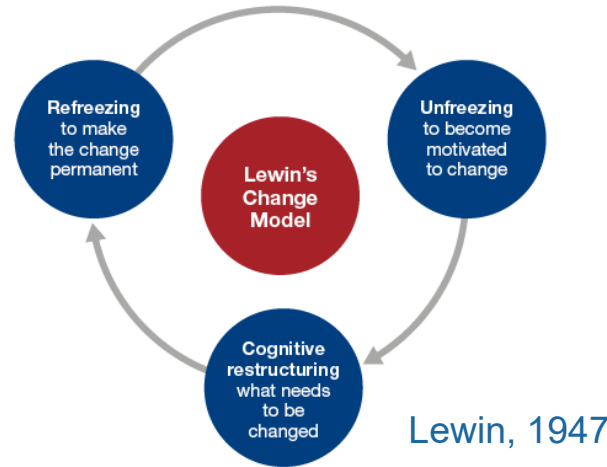 Refreezing
to make
the change
permanent
Unfreezing
to become
motivated
to change
Lewin's
Change
Model
Cognitive
restructuring
what needs
to be
changed
Lewin, 1947